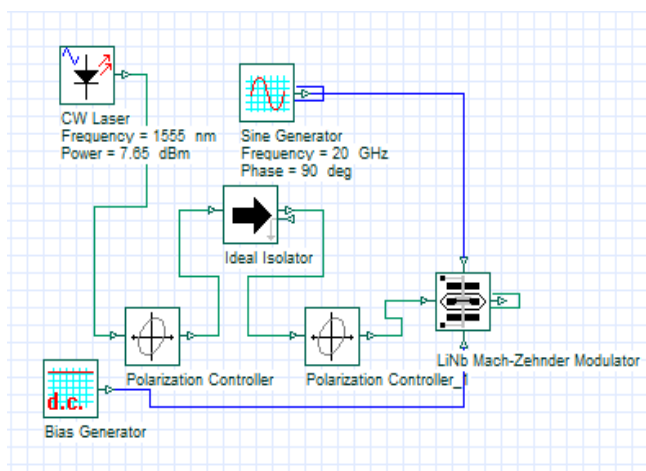 CW Laser
Frequency = 1555 nm
Power = 7.65 dBm
Sine Generator
Frequency = 20 GHz
Phase = 90 deg
Ideal Isolator
Polarization Controller
Polarization Controller_1
LiNb Mach-Zehnder Modulator
d.c.
Bias Generator